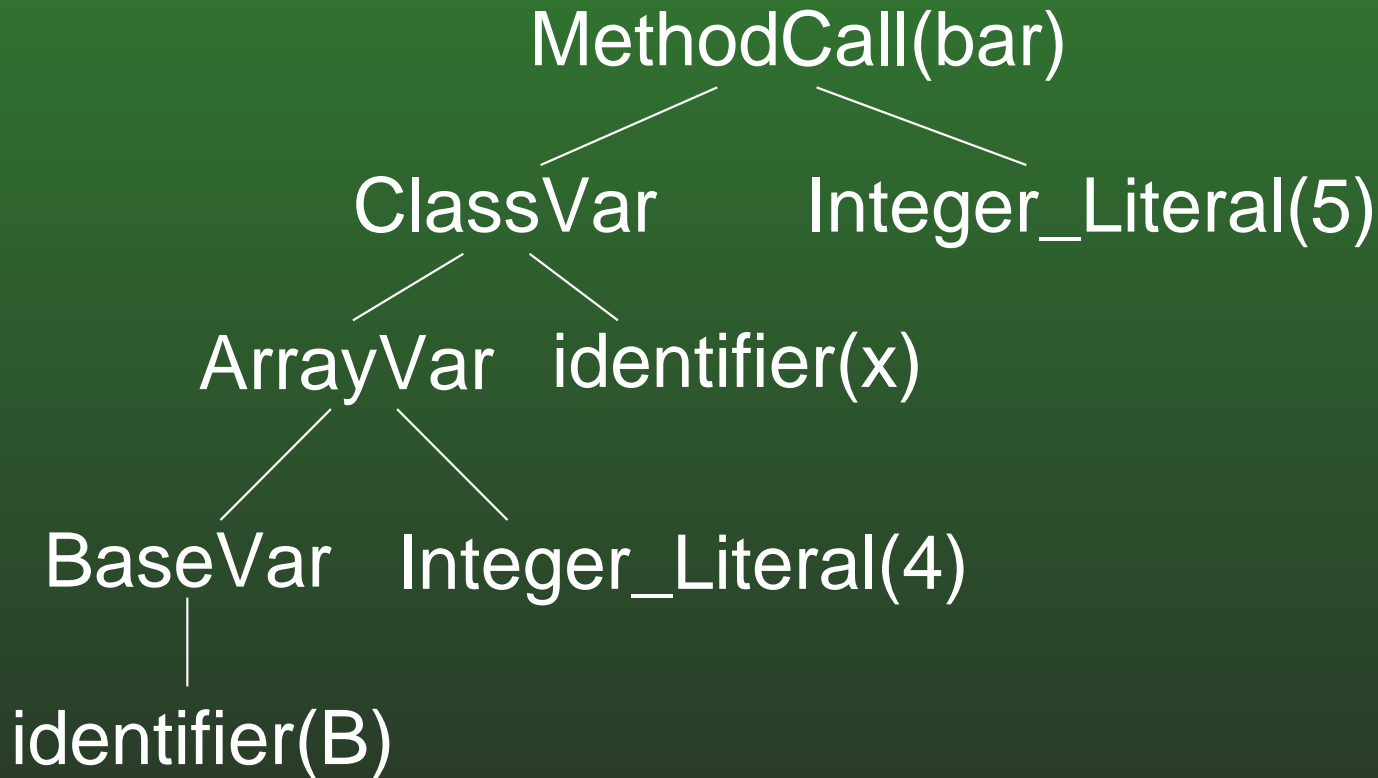 MethodCall(bar)
ClassVar Integer_Literal(5)
ArrayVar identifier(x)
BaseVar Integer_Literal(4)
identifier(B)